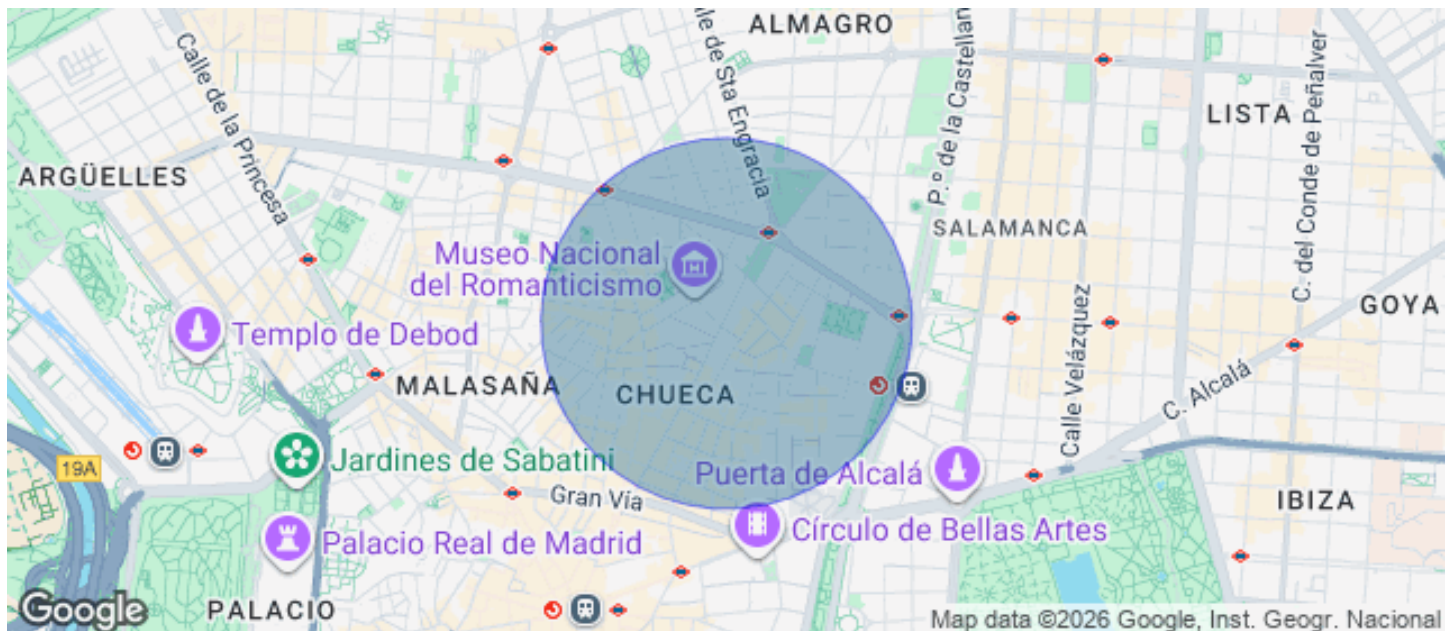 ALMAGRO
Calle de la Princesa
le de Sta Engracia
P.º de la Castellan
C. del Conde de Peñalver
LISTA
ARGÜELLES
SALAMANCA
Museo Nacional
del Romanticismo
Templo de Debod
GOYA
MALASAÑA
CHUECA
Calle Velázquez
C. Alcalá
19A
Jardines de Sabatini
Puerta de Alcalá
Gran Vía
IBIZA
Palacio Real de Madrid
Círculo de Bellas Artes
Google
PALACIO
Map data ©2026 Google, Inst. Geogr. Nacional